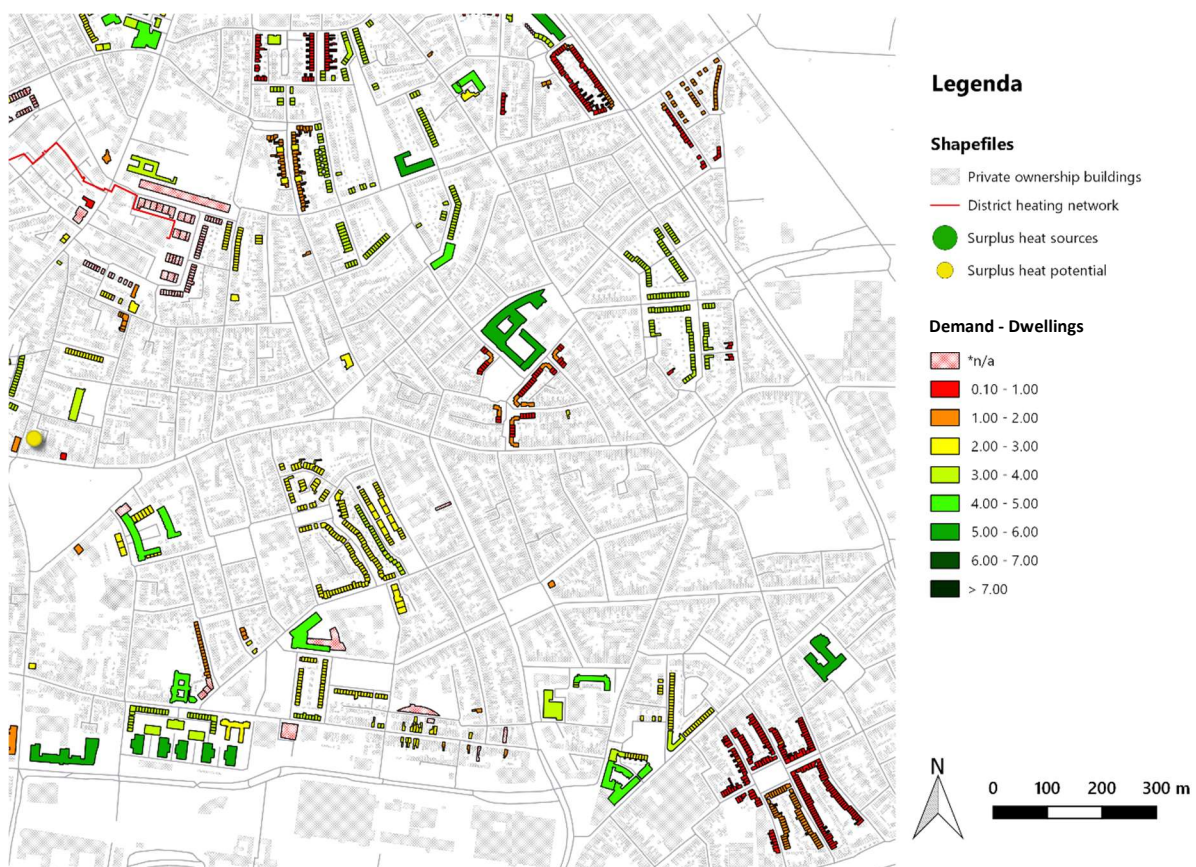 Legenda
Shapefiles
Private ownership buildings
District heating network
Surplus heat sources
Surplus heat potential
Demand - Dwellings
*n/a
0.10 - 1.00
1.00 - 2.00
2.00 - 3.00
3.00 - 4.00
4.00 - 5.00
5.00 - 6.00
6.00 - 7.00
> 7.00
N
0 100 200 300 m